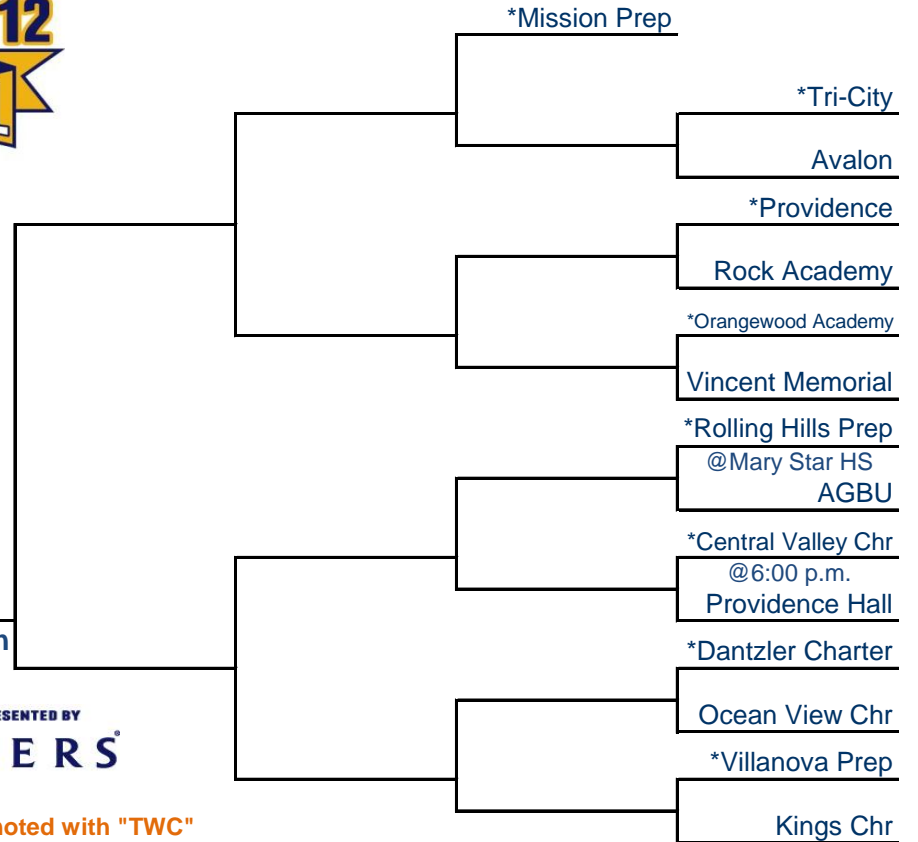 12
*Mission Prep
*Tri-City
Avalon
*Providence
Rock Academy
*Orangewood Academy
Vincent Memorial
*Rolling Hills Prep
@Mary Star HS
AGBU
*Central Valley Chr
@6:00 p.m.
Providence Hall
*Dantzler Charter
Ocean View Chr
*Villanova Prep
Kings Chr
ESENTED BY
ERS
noted with "TWC"